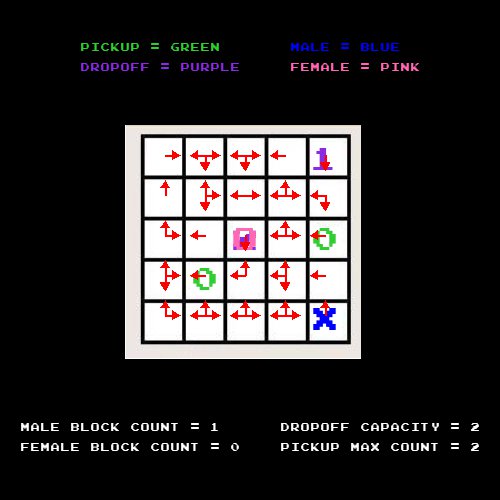 PICKUP = GREEN
MALE = BLUE
DROPOFF = PURPLE
FEMALE = PINK
1
0
0
X
MALE BLOCK COUNT = 1
DROPOFF CAPACITY = 2
FEMALE BLOCK COUNT = 0
PICKUP MAX COUNT = 2